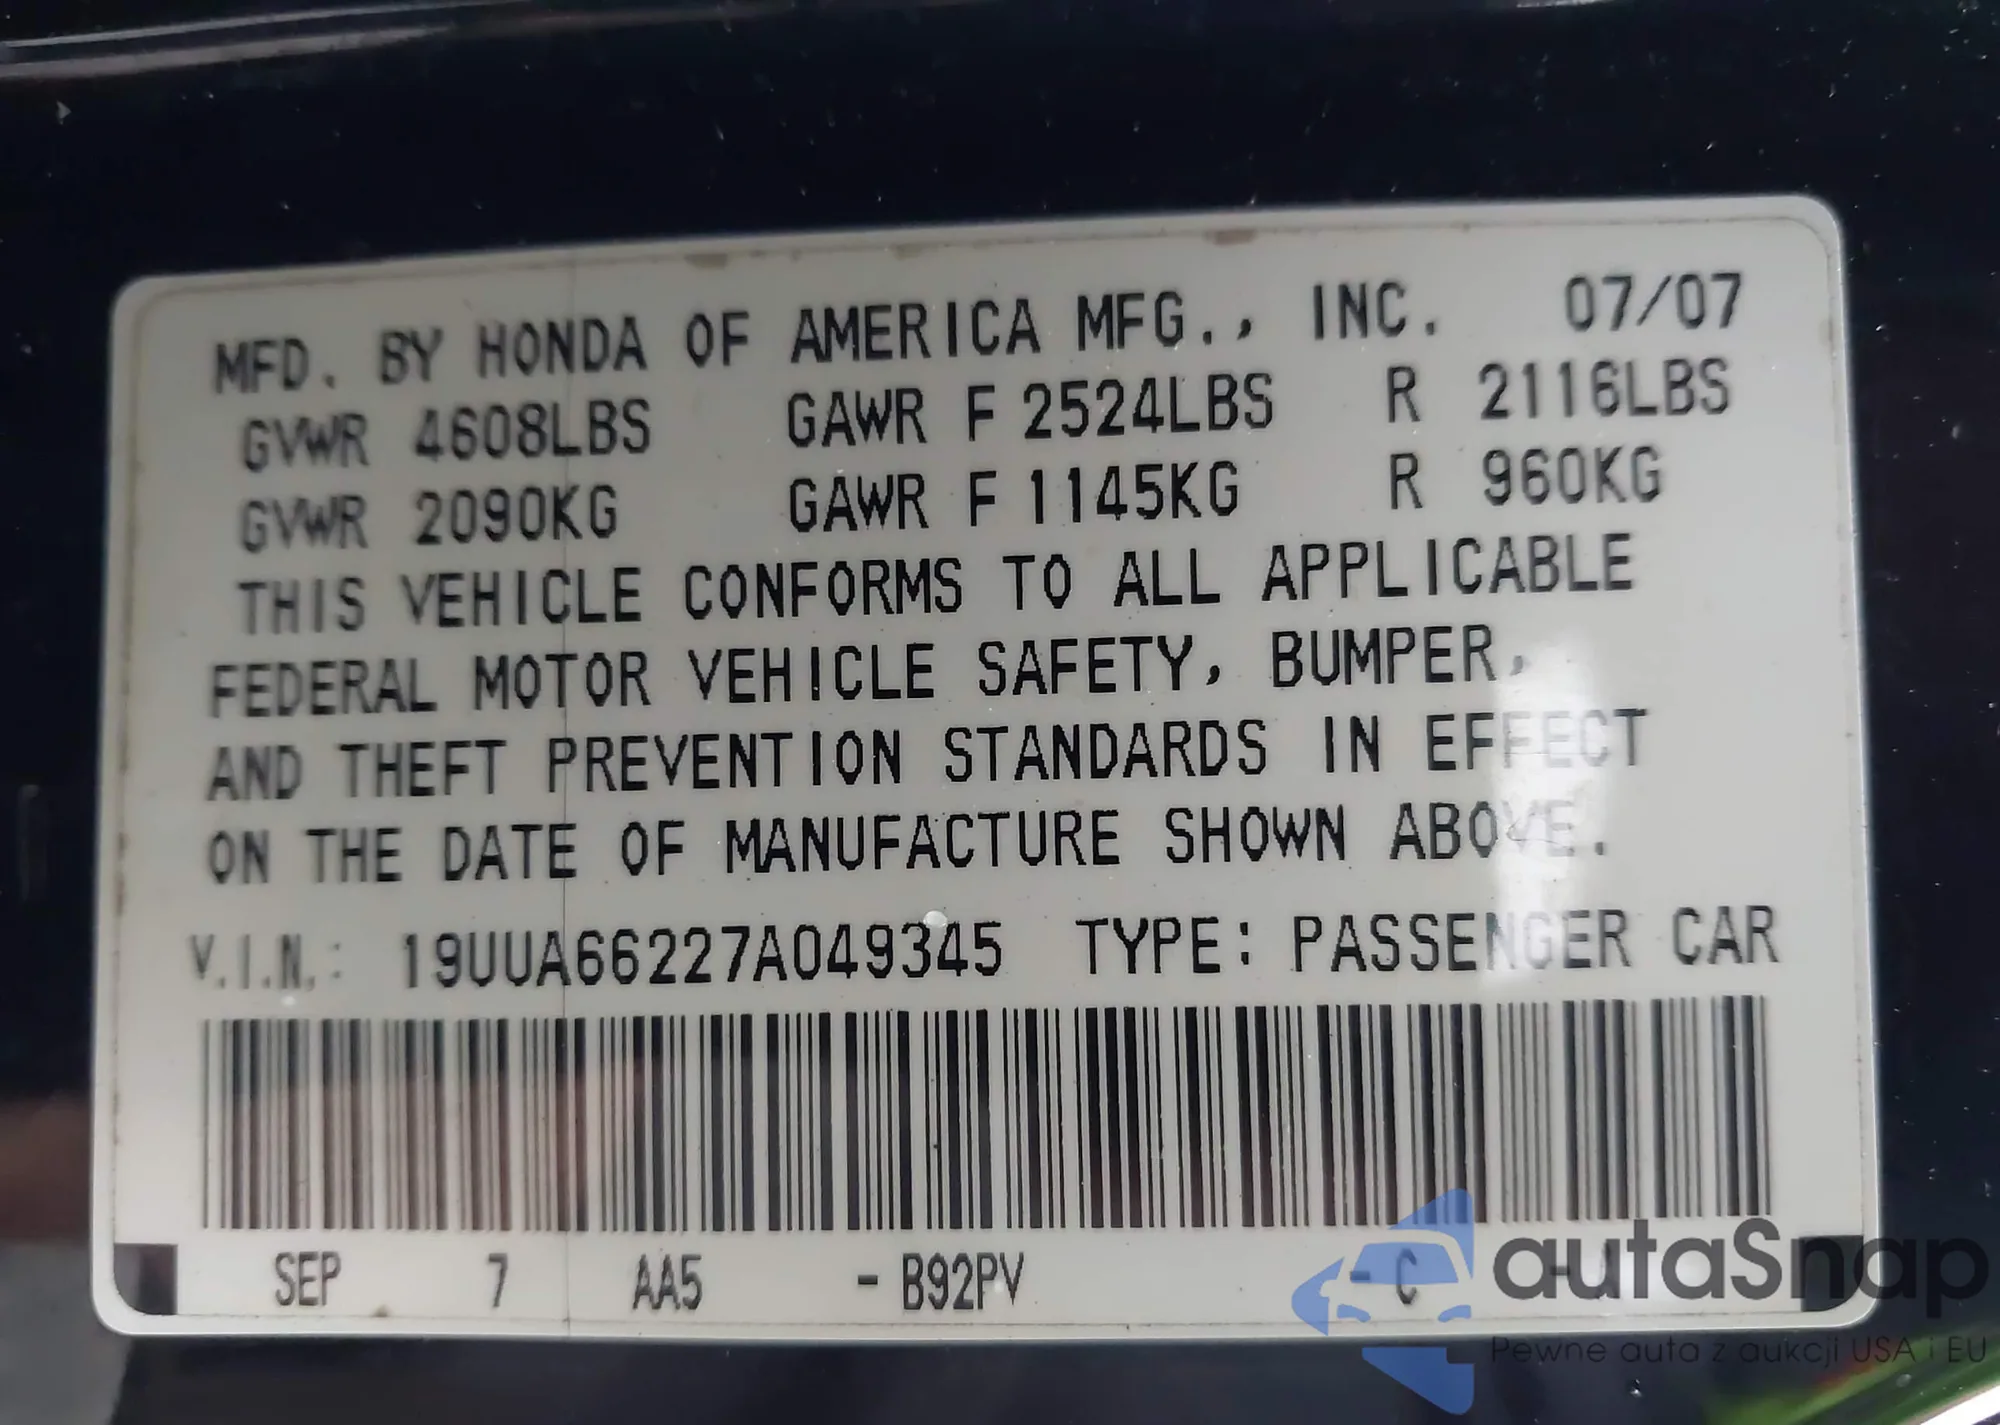 MFD. BY HONDA OF AMERICA MFG., INC. 07/07
GVWR 4608LBS GAWR F 2524LBS R 2116LBS
GVWR 2090KG GAWR F 1145KG R 960KG
THIS VEHICLE CONFORMS TO ALL APPLICABLE
FEDERAL MOTOR VEHICLE SAFETY, BUMPER,
AND THEFT PREVENTION STANDARDS IN EFFECT
ON THE DATE OF MANUFACTURE SHOWN ABOVE.
V.I.N.: 19UUA66227A049345 TYPE: PASSENGER CAR
SEP 7 AA5 - B92PV - C
autaSnap
Pewne auta z aukcji USA i EU